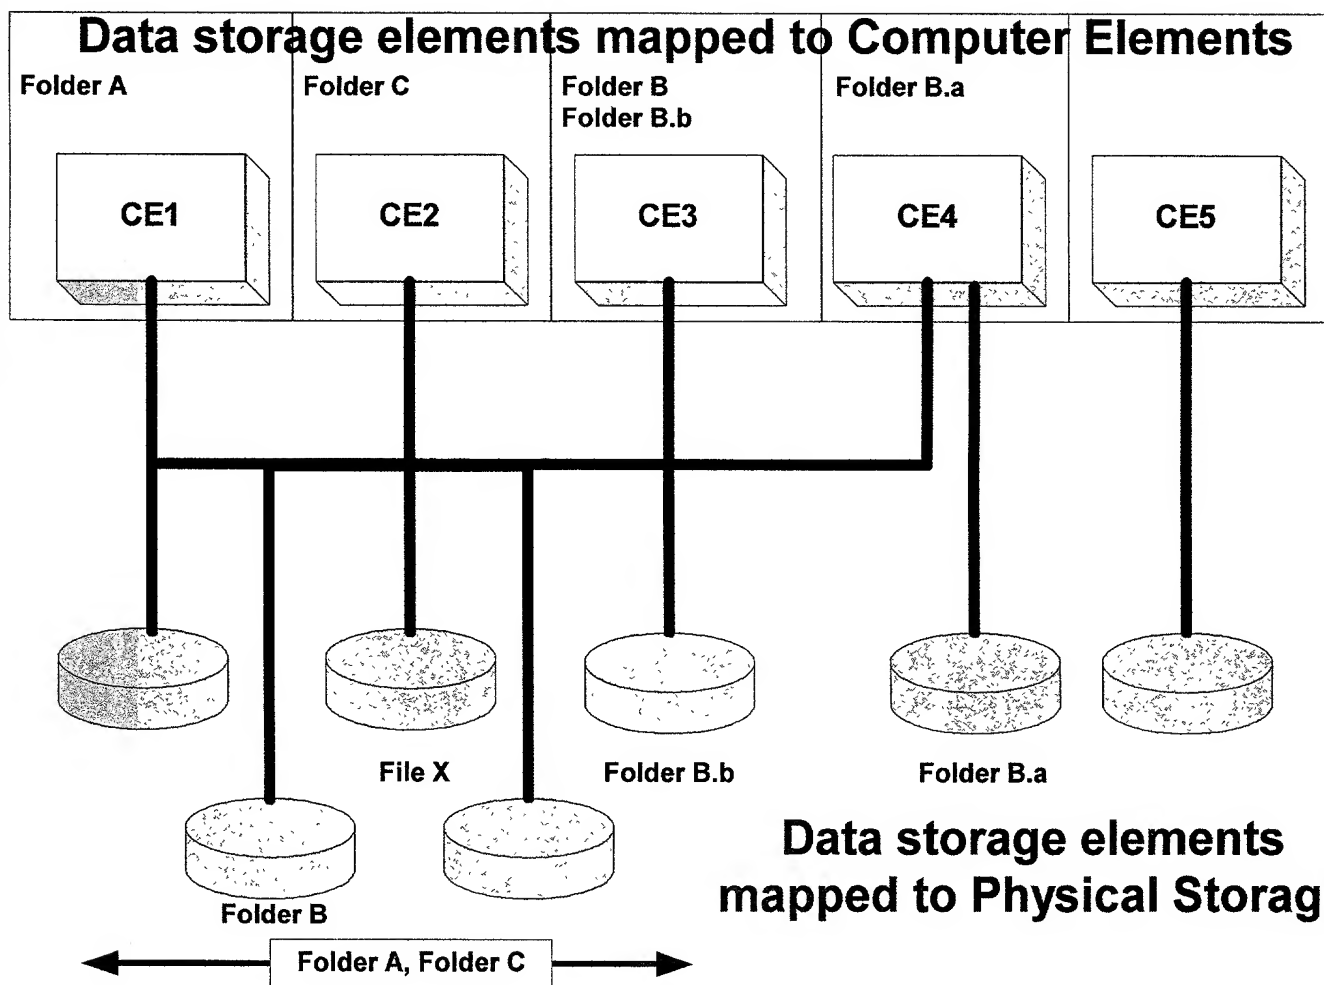 Data storage elements mapped to Computer Elements
Folder A
Folder C
Folder B
Folder B.b
Folder B.a
CE1
CE2
CE3
CE4
CE5
File X
Folder B.b
Folder B.a
Folder B
Data storage elements
mapped to Physical Storag
Folder A, Folder C